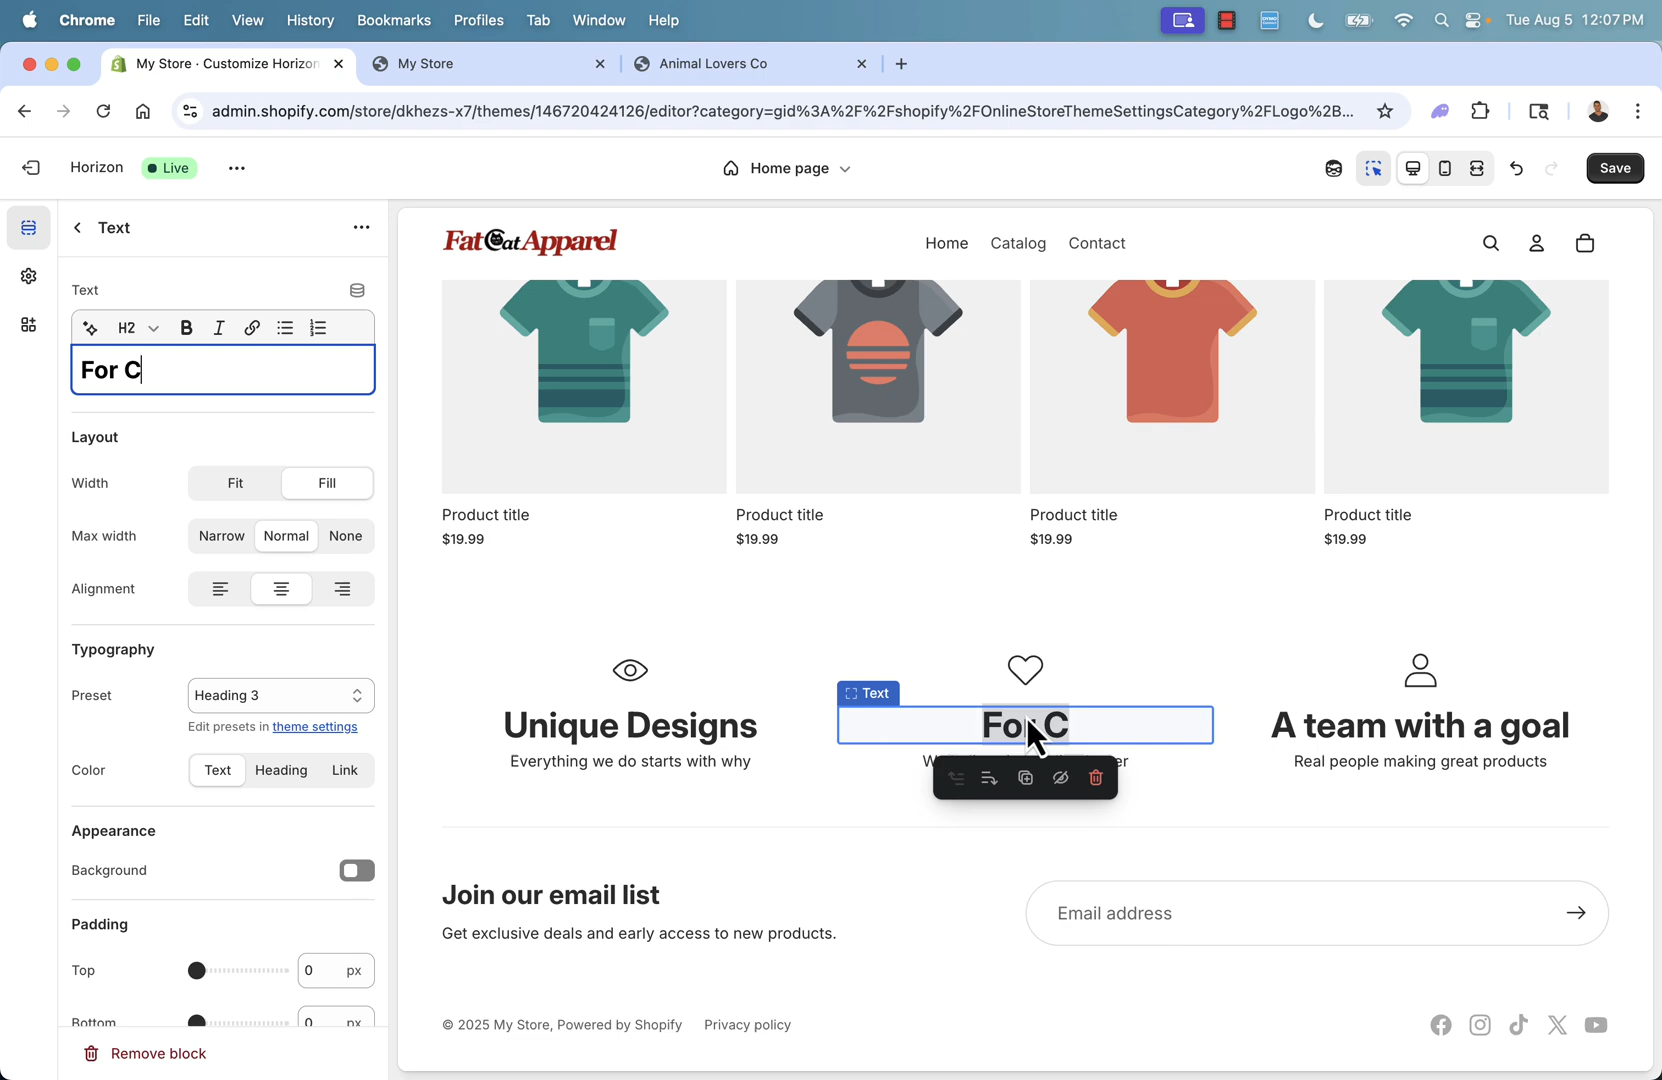 Chrome File Edit View History Bookmarks Profiles Tab Window Help Tue Aug 5 12:07 PM
My Store · Customize Horizon
My Store
Animal Lovers Co
admin.shopify.com/store/dkhezs-x7/themes/146720424126/editor?category=gid%3A%2F%2Fshopify%2FOnlineStoreThemeSettingsCategory%2FLogo%2B...
Horizon Live ... Home page Save
Text
Text
H2 B I
For C
Layout
Width Fit Fill
Max width Narrow Normal None
Alignment
Typography
Preset Heading 3
Edit presets in theme settings
Color Text Heading Link
Appearance
Background
Padding
Top 0 px
Bottom 0 px
Remove block
Fat Cat Apparel
Home Catalog Contact
Product title Product title Product title Product title
$19.99 $19.99 $19.99 $19.99
Text
Unique Designs For C A team with a goal
Everything we do starts with why Real people making great products
Join our email list
Get exclusive deals and early access to new products.
Email address
© 2025 My Store, Powered by Shopify Privacy policy